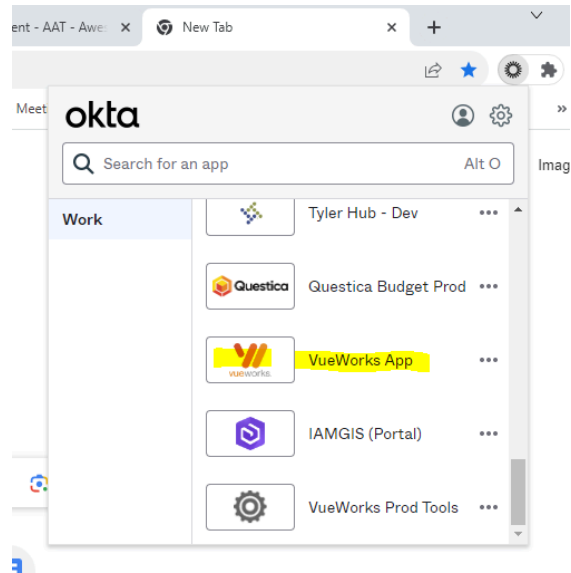 ent - AAT - Awe:
New Tab
Meet
»
okta
Search for an app
Alt O
Imag
Work
Tyler Hub - Dev
Questica
Questica Budget Prod
vueworks.
VueWorks App
IAMGIS (Portal)
VueWorks Prod Tools